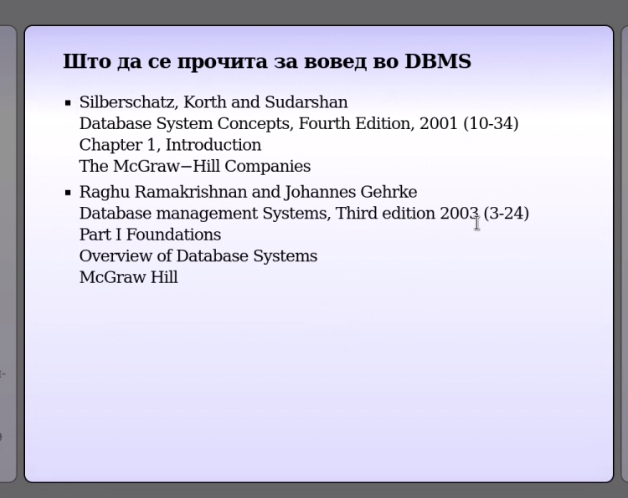 Што да се прочита за вовед во DBMS
Silberschatz, Korth and Sudarshan
Database System Concepts, Fourth Edition, 2001 (10-34)
Chapter 1, Introduction
The McGraw−Hill Companies
Raghu Ramakrishnan and Johannes Gehrke
Database management Systems, Third edition 2003 (3-24)
Part I Foundations
Overview of Database Systems
McGraw Hill